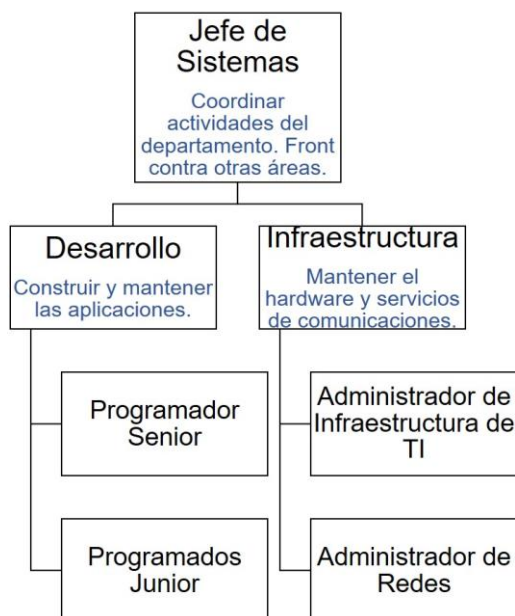 Jefe de
Sistemas
Coordinar
actividades del
departamento. Front
contra otras áreas.
Desarrollo
Construir y mantener
las aplicaciones.
Infraestructura
Mantener el
hardware y servicios
de comunicaciones.
Programador
Senior
Administrador de
Infraestructura de
TI
Programados
Junior
Administrador de
Redes